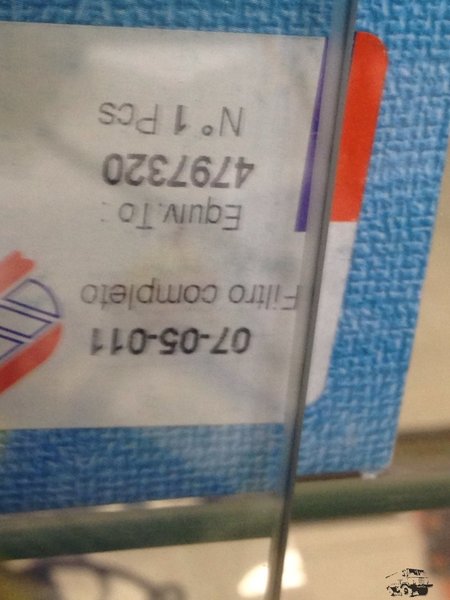 07-05-011
Filtro completo
Equiv.To :
4797320
N° 1 Pcs